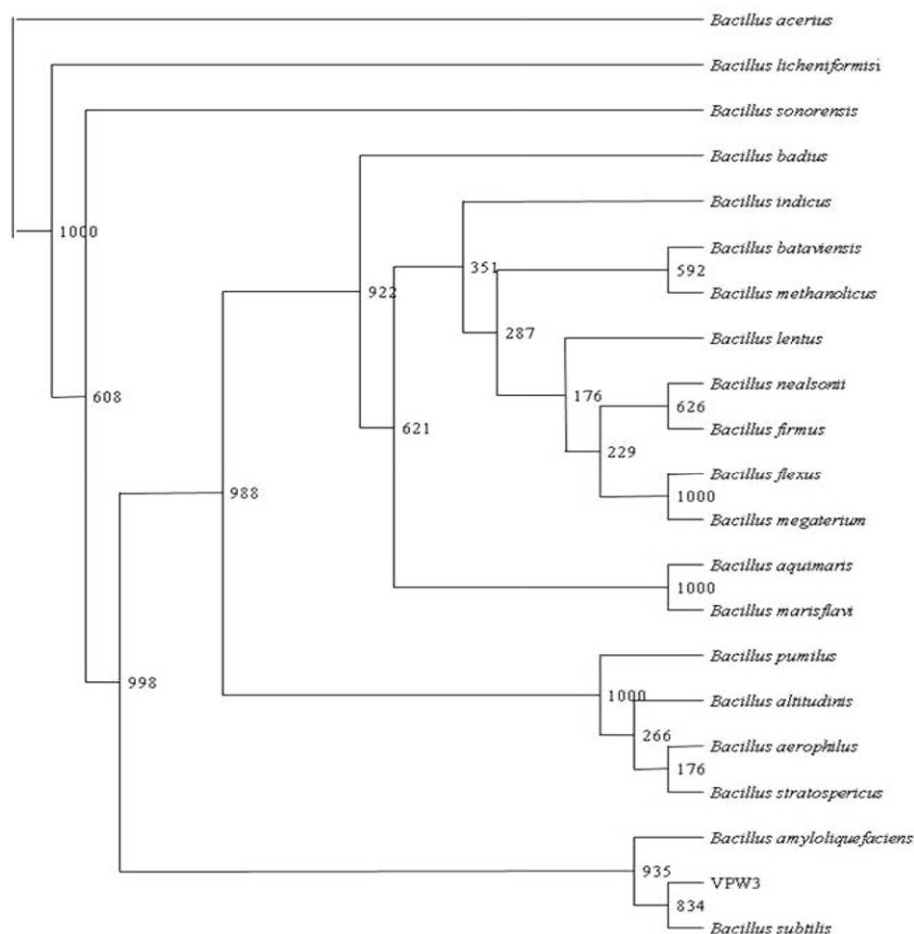 Bacillus acerius
Bacillus licheniformisi
1000
Bacillus sonorensis
608
Bacillus badius
922
Bacillus indicus
351
Bacillus bataviensis
592
Bacillus methanolicus
287
Bacillus lentus
176
Bacillus nealsonii
626
Bacillus firmus
229
Bacillus flexus
1000
Bacillus megaterium
621
988
Bacillus aquimaris
1000
Bacillus marisflavi
998
Bacillus pumilus
1000
Bacillus altitudinis
266
Bacillus aerophilus
176
Bacillus stratospericus
Bacillus amyloliquefaciens
935
VPW3
834
Bacillus subtilis